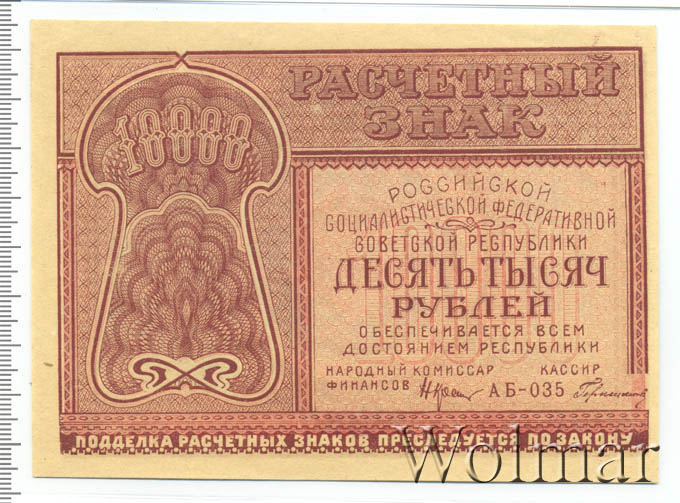 РАСЧЕТНЫЙ
ЗНАК
10000
РОССИЙСКОЙ
СОЦИАЛИСТИЧЕСКОЙ ФЕДЕРАТИВНОЙ
СОВЕТСКОЙ РЕСПУБЛИКИ
ДЕСЯТЬ ТЫСЯЧ
РУБЛЕЙ
ОБЕСПЕЧИВАЕТСЯ ВСЕМ
ДОСТОЯНИЕМ РЕСПУБЛИКИ
НАРОДНЫЙ КОМИССАР КАССИР
ФИНАНСОВ АБ-035
ПОДДЕЛКА РАСЧЕТНЫХ ЗНАКОВ ПРЕСЛЕДУЕТСЯ ПО ЗАКОНУ
Wolmar